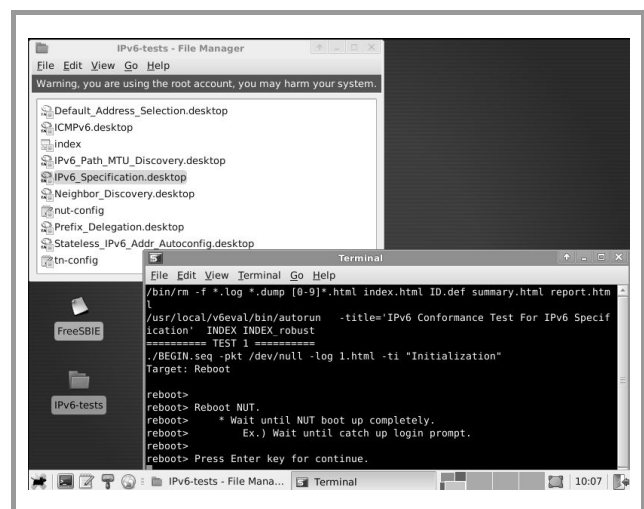 IPv6-tests - File Manager
File Edit View Go Help
Warning, you are using the root account, you may harm your system.
Default_Address_Selection.desktop
ICMPv6.desktop
index
IPv6_Path_MTU_Discovery.desktop
IPv6_Specification.desktop
Neighbor_Discovery.desktop
nut-config
Prefix_Delegation.desktop
Stateless_IPv6_Addr_Autoconfig.desktop
tn-config
FreeSBIE
IPv6-tests
Terminal
File Edit View Terminal Go Help
/bin/rm -f *.log *.dump [0-9]*.html index.html ID.def summary.html report.htm
l
/usr/local/v6eval/bin/autorun -title='IPv6 Conformance Test For IPv6 Specif
ication' INDEX INDEX_robust
========== TEST 1 ==========
./BEGIN.seq -pkt /dev/null -log 1.html -ti "Initialization"
Target: Reboot
reboot>
reboot> Reboot NUT.
reboot> * Wait until NUT boot up completely.
reboot> Ex.) Wait until catch up login prompt.
reboot>
reboot> Press Enter key for continue.
IPv6-tests - File Mana...
Terminal
10:07